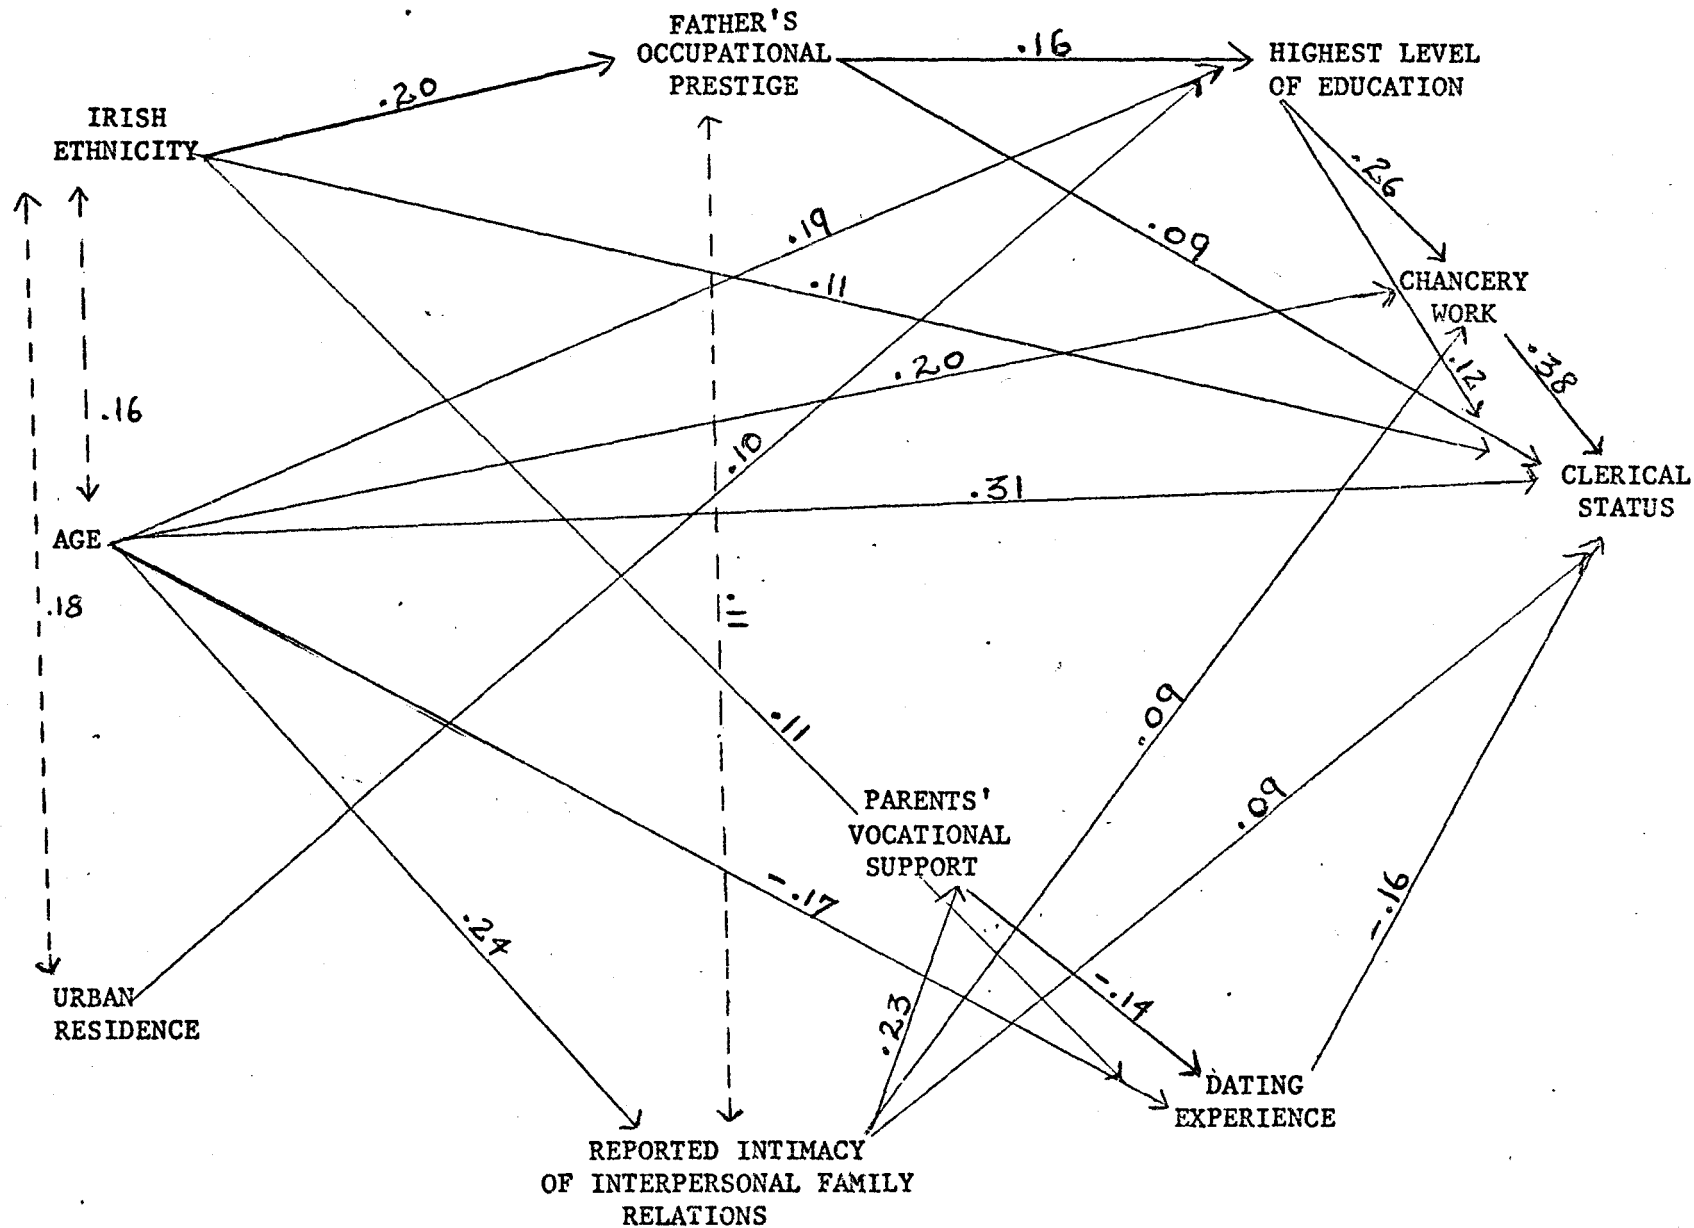 FATHER'S
OCCUPATIONAL
PRESTIGE
.16
HIGHEST LEVEL
OF EDUCATION
.20
IRISH
ETHNICITY
.26
.19
.09
.11
CHANCERY
WORK
.20
.12
.38
.16
.10
.31
CLERICAL
STATUS
AGE
.18
.11
.11
.09
PARENTS'
VOCATIONAL
SUPPORT
.09
-.17
-.16
.24
URBAN
RESIDENCE
.23
-.14
DATING
EXPERIENCE
REPORTED INTIMACY
OF INTERPERSONAL FAMILY
RELATIONS